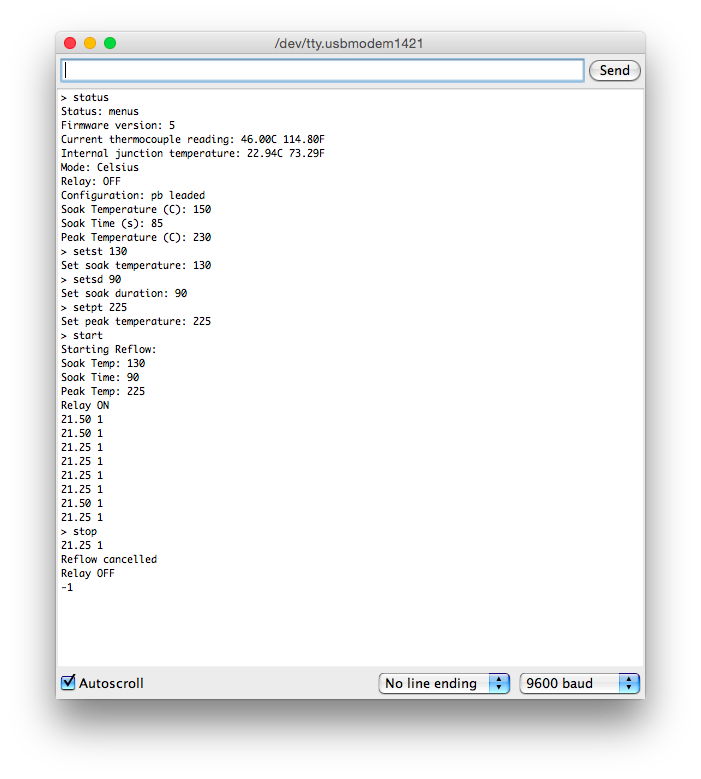 /dev/tty.usbmodem1421
Send
> status
Status: menus
Firmware version: 5
Current thermocouple reading: 46.00C 114.80F
Internal junction temperature: 22.94C 73.29F
Mode: Celsius
Relay: OFF
Configuration: pb leaded
Soak Temperature (C): 150
Soak Time (s): 85
Peak Temperature (C): 230
> setst 130
Set soak temperature: 130
> setsd 90
Set soak duration: 90
> setpt 225
Set peak temperature: 225
> start
Starting Reflow:
Soak Temp: 130
Soak Time: 90
Peak Temp: 225
Relay ON
21.50 1
21.50 1
21.25 1
21.25 1
21.25 1
21.25 1
21.50 1
21.25 1
> stop
21.25 1
Reflow cancelled
Relay OFF
-1
Autoscroll
No line ending
9600 baud